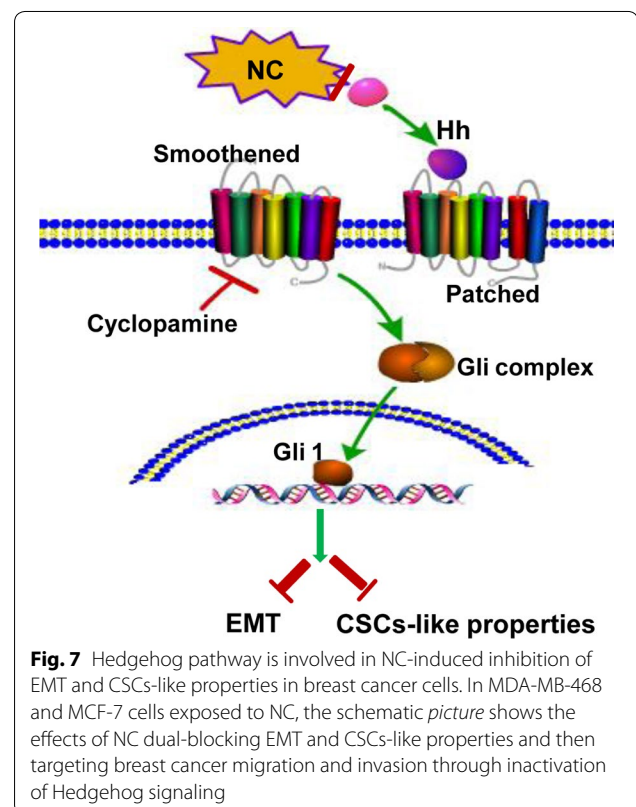 NC
Hh
Smoothened
N
C
C
Patched
Cyclopamine
Gli complex
Gli 1
EMT
CSCs-like properties
Fig. 7 Hedgehog pathway is involved in NC-induced inhibition of
EMT and CSCs-like properties in breast cancer cells. In MDA-MB-468
and MCF-7 cells exposed to NC, the schematic picture shows the
effects of NC dual-blocking EMT and CSCs-like properties and then
targeting breast cancer migration and invasion through inactivation
of Hedgehog signaling